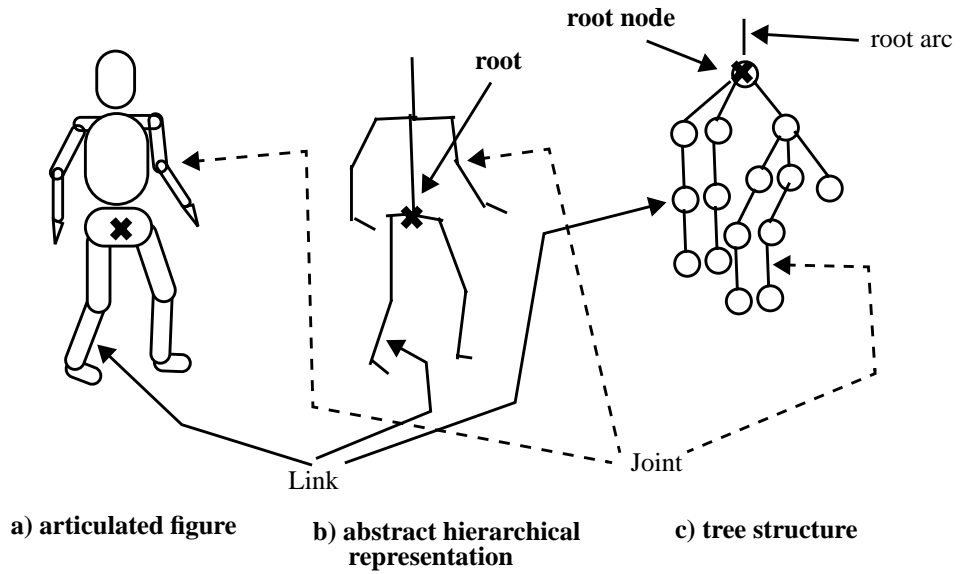 root node
root arc
root
Link
Joint
a) articulated figure
b) abstract hierarchical
representation
c) tree structure